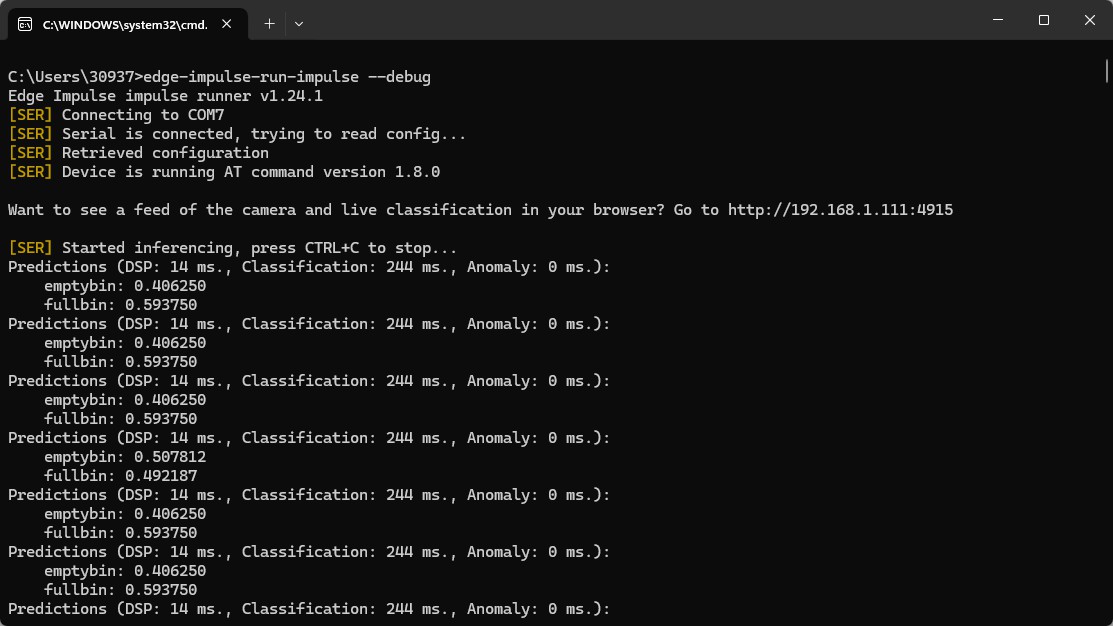 C:\WINDOWS\system32\cmd.
C:\Users\30937>edge-impulse-run-impulse --debug
Edge Impulse impulse runner v1.24.1
[SER] Connecting to COM7
[SER] Serial is connected, trying to read config...
[SER] Retrieved configuration
[SER] Device is running AT command version 1.8.0
Want to see a feed of the camera and live classification in your browser? Go to http://192.168.1.111:4915
[SER] Started inferencing, press CTRL+C to stop...
Predictions (DSP: 14 ms., Classification: 244 ms., Anomaly: 0 ms.):
    emptybin: 0.406250
    fullbin: 0.593750
Predictions (DSP: 14 ms., Classification: 244 ms., Anomaly: 0 ms.):
    emptybin: 0.406250
    fullbin: 0.593750
Predictions (DSP: 14 ms., Classification: 244 ms., Anomaly: 0 ms.):
    emptybin: 0.406250
    fullbin: 0.593750
Predictions (DSP: 14 ms., Classification: 244 ms., Anomaly: 0 ms.):
    emptybin: 0.507812
    fullbin: 0.492187
Predictions (DSP: 14 ms., Classification: 244 ms., Anomaly: 0 ms.):
    emptybin: 0.406250
    fullbin: 0.593750
Predictions (DSP: 14 ms., Classification: 244 ms., Anomaly: 0 ms.):
    emptybin: 0.406250
    fullbin: 0.593750
Predictions (DSP: 14 ms., Classification: 244 ms., Anomaly: 0 ms.):